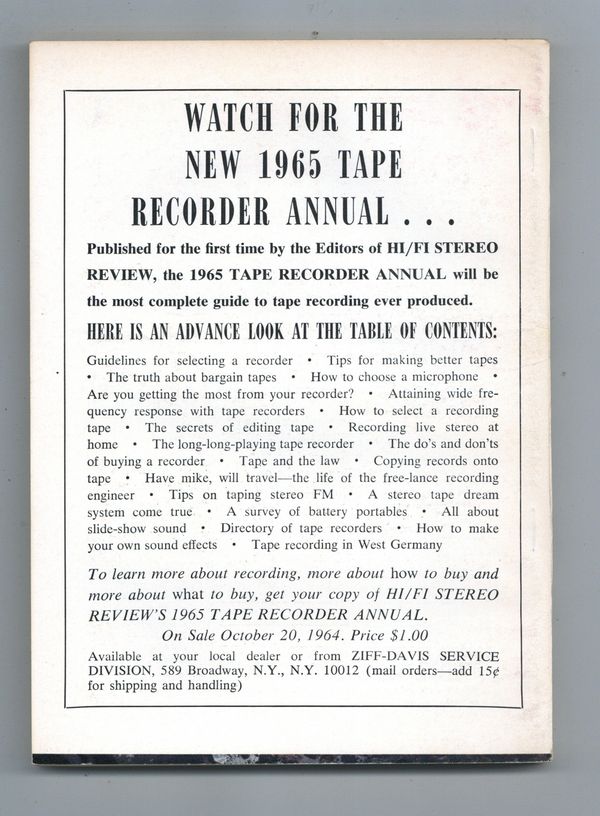 WATCH FOR THE
NEW 1965 TAPE
RECORDER ANNUAL . . .
Published for the first time by the Editors of HI/FI STEREO
REVIEW, the 1965 TAPE RECORDER ANNUAL will be
the most complete guide to tape recording ever produced.
HERE IS AN ADVANCE LOOK AT THE TABLE OF CONTENTS:
Guidelines for selecting a recorder • Tips for making better tapes
• The truth about bargain tapes • How to choose a microphone •
Are you getting the most from your recorder? • Attaining wide fre-
quency response with tape recorders • How to select a recording
tape • The secrets of editing tape • Recording live stereo at
home • The long-long-playing tape recorder • The do's and don'ts
of buying a recorder • Tape and the law • Copying records onto
tape • Have mike, will travel—the life of the free-lance recording
engineer • Tips on taping stereo FM • A stereo tape dream
system come true • A survey of battery portables • All about
slide-show sound • Directory of tape recorders • How to make
your own sound effects • Tape recording in West Germany
To learn more about recording, more about how to buy and
more about what to buy, get your copy of HI/FI STEREO
REVIEW'S 1965 TAPE RECORDER ANNUAL.
On Sale October 20, 1964. Price $1.00
Available at your local dealer or from ZIFF-DAVIS SERVICE
DIVISION, 589 Broadway, N.Y., N.Y. 10012 (mail orders—add 15¢
for shipping and handling)